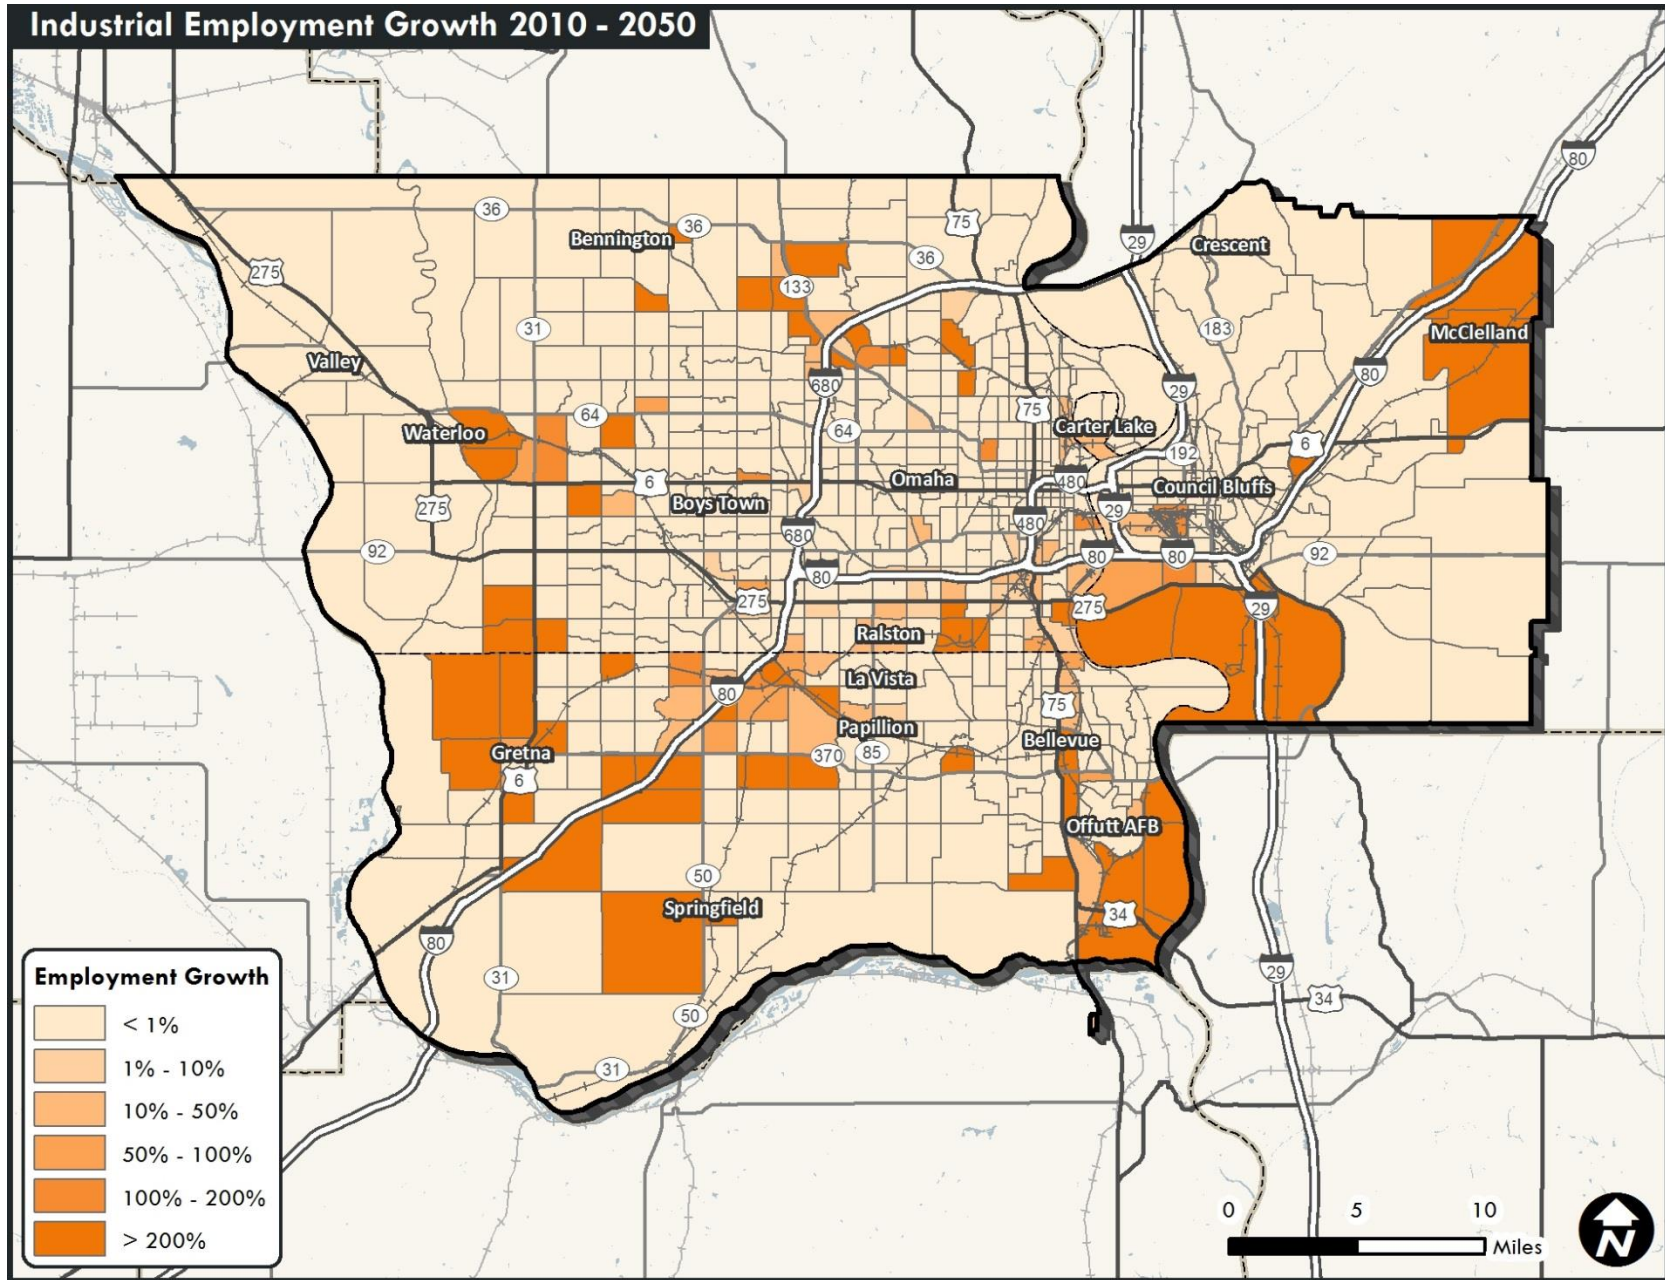 Industrial Employment Growth 2010 - 2050
80
36
36
Bennington
75
29
Crescent
275
36
133
31
183
McClelland
Valley
680
29
80
75
64
64
Waterloo
Carter Lake
6
192
Omaha
480
6
Council Bluffs
Boys Town
275
29
480
680
92
80
80
92
80
275
275
29
Ralston
La Vista
80
75
Papillion
Bellevue
Gretna
370
85
6
Offutt AFB
50
Springfield
34
80
29
31
34
50
31
Employment Growth
< 1%
1% - 10%
10% - 50%
50% - 100%
100% - 200%
> 200%
0 5 10
Miles
N